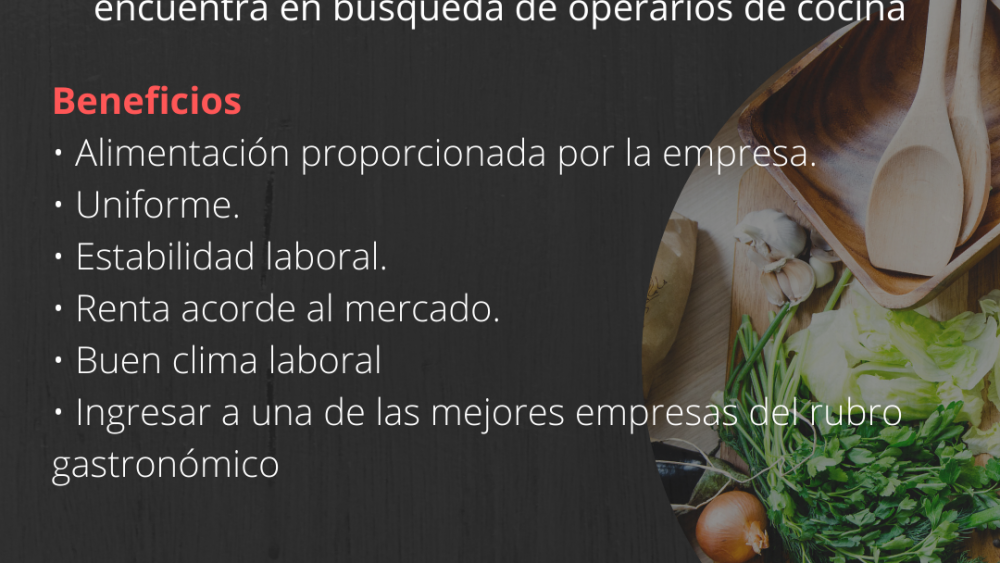 encuentra en búsqueda de operarios de cocina
Beneficios
• Alimentación proporcionada por la empresa.
• Uniforme.
• Estabilidad laboral.
• Renta acorde al mercado.
• Buen clima laboral
• Ingresar a una de las mejores empresas del rubro
gastronómico